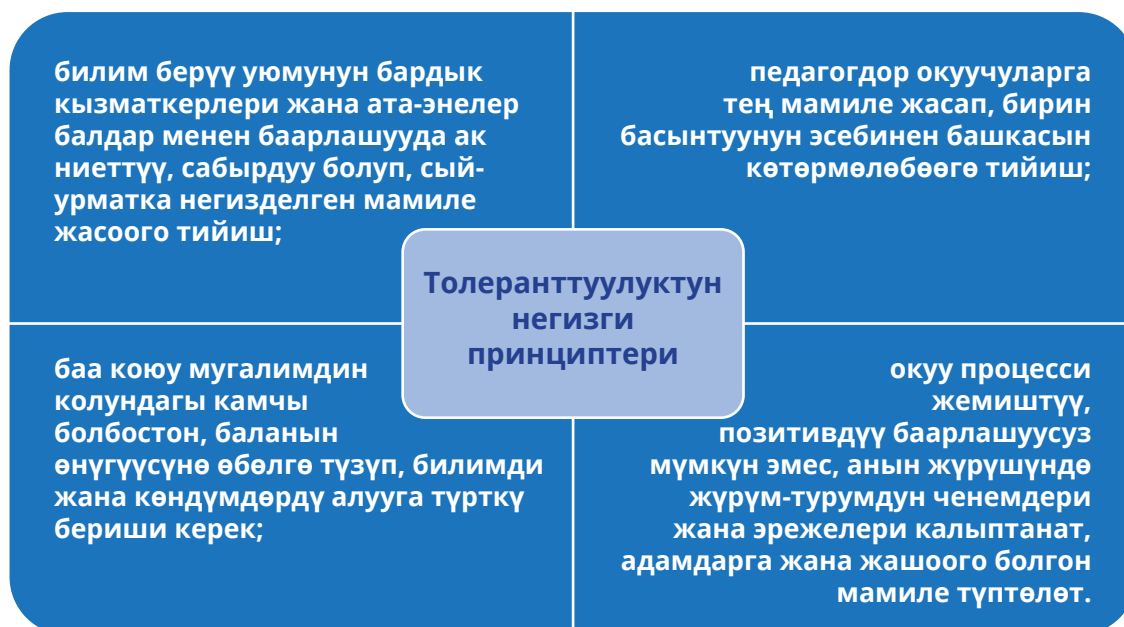 билим берүү уюмунун бардык
кызматкерлери жана ата-энелер
балдар менен баарлашууда ак
ниеттүү, сабырдуу болуп, сый-
урматка негизделген мамиле
жасоого тийиш;
педагогдор окуучуларга
тең мамиле жасап, бирин
басынтуунун эсебинен башкасын
көтөрмөлөбөөгө тийиш;
Толеранттуулуктун
негизги
принциптери
баа коюу мугалимдин
колундагы камчы
болбостон, баланын
өнүгүүсүнө өбөлгө түзүп, билимди
жана көндүмдөрдү алууга түрткү
бериши керек;
окуу процесси
жемиштүү,
позитивдүү баарлашуусуз
мүмкүн эмес, анын жүрүшүндө
жүрүм-турумдун ченемдери
жана эрежелери калыптанат,
адамдарга жана жашоого болгон
мамиле түптөлөт.